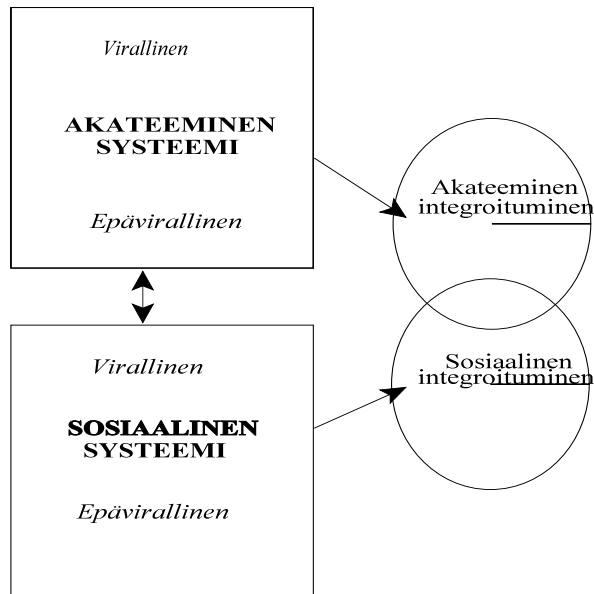 Virallinen
AKATEEMINEN
SYSTEEMI
Epävirallinen
Akateeminen
integroituminen
Virallinen
SOSIAALINEN
SYSTEEMI
Epävirallinen
Sosiaalinen
integroituminen